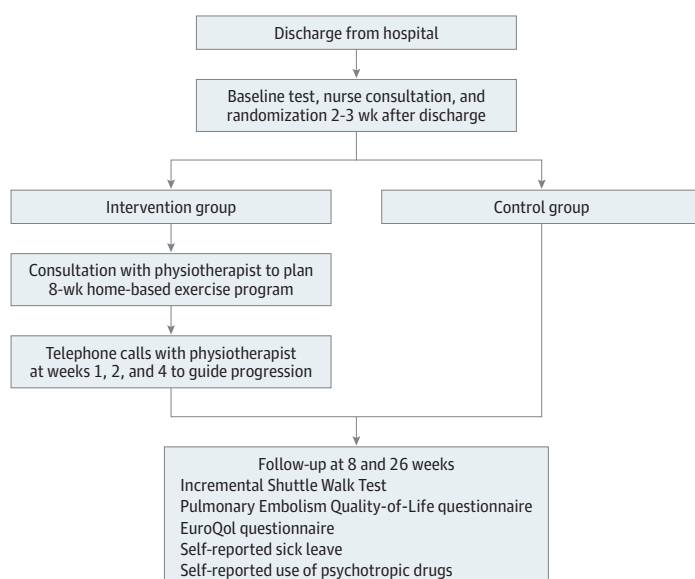 Discharge from hospital
Baseline test, nurse consultation, and
randomization 2-3 wk after discharge
Intervention group
Control group
Consultation with physiotherapist to plan
8-wk home-based exercise program
Telephone calls with physiotherapist
at weeks 1, 2, and 4 to guide progression
Follow-up at 8 and 26 weeks
Incremental Shuttle Walk Test
Pulmonary Embolism Quality-of-Life questionnaire
EuroQol questionnaire
Self-reported sick leave
Self-reported use of psychotropic drugs